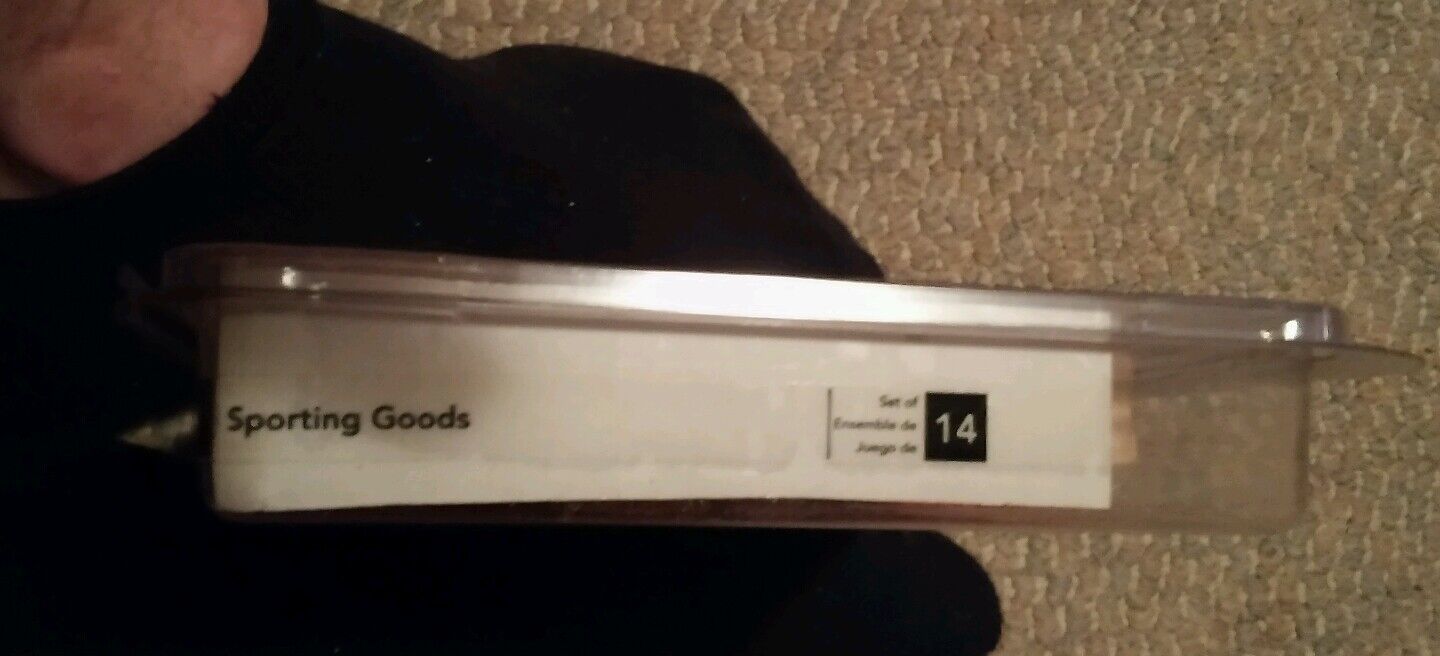 Sporting Goods
Set of
Ensemble de
Juego de
14